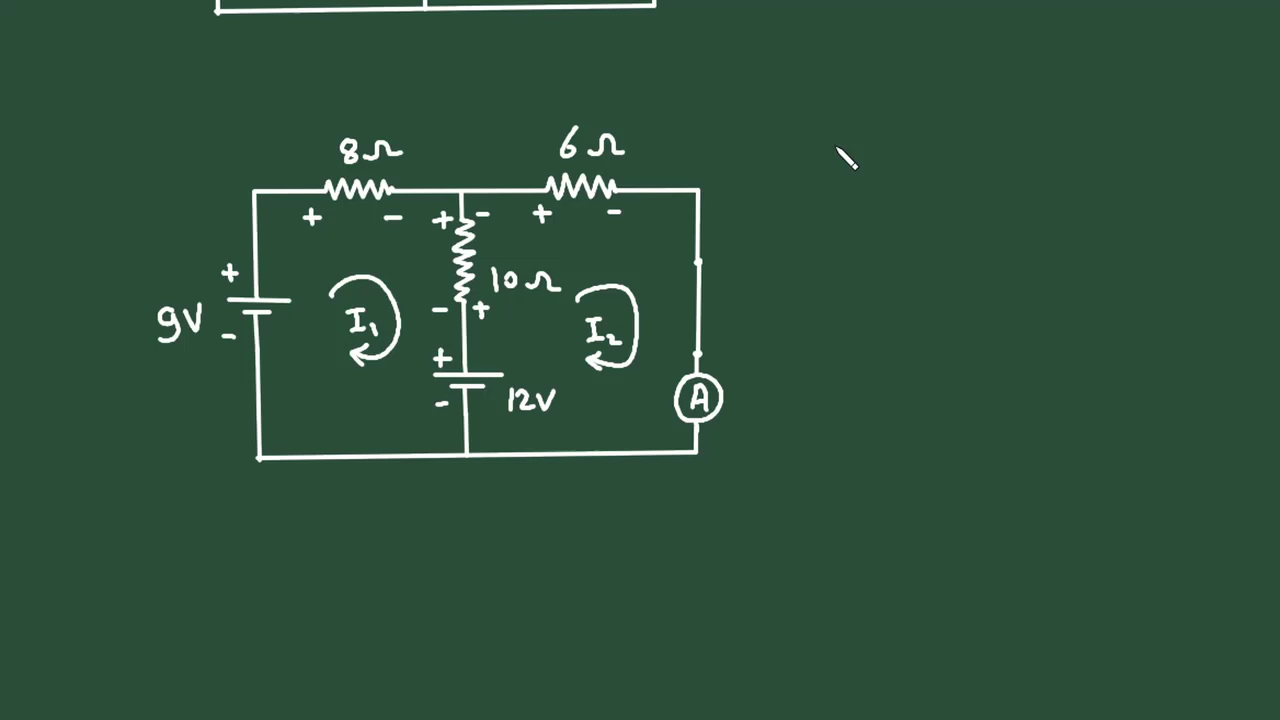 8Ω 6Ω
+ - + - + -
10Ω
+ - +
9V I₁ I₂
- +
- 12V A